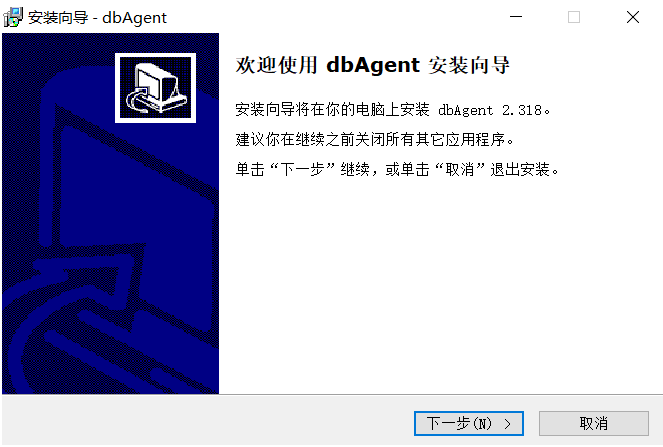 安装向导 - dbAgent
欢迎使用 dbAgent 安装向导
安装向导将在你的电脑上安装 dbAgent 2.318。
建议你在继续之前关闭所有其它应用程序。
单击“下一步”继续，或单击“取消”退出安装。
下一步(N) >
取消